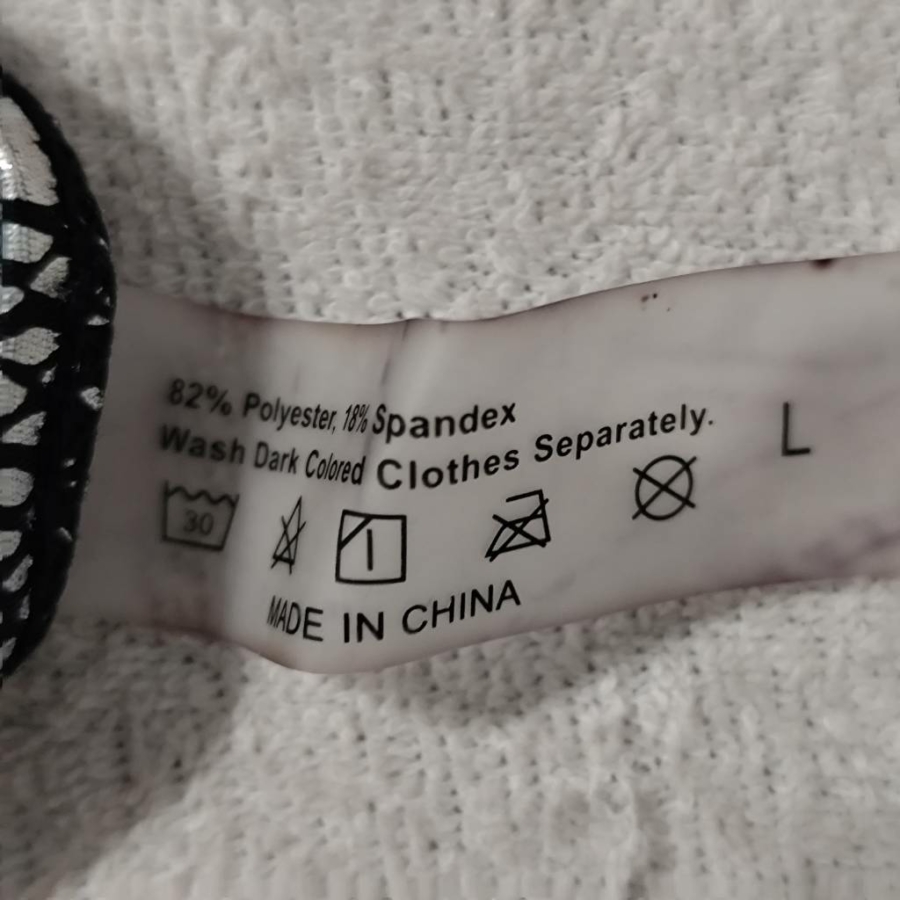 82% Polyester, 18% Spandex
Wash Dark Colored Clothes Separately.
L
30
MADE IN CHINA